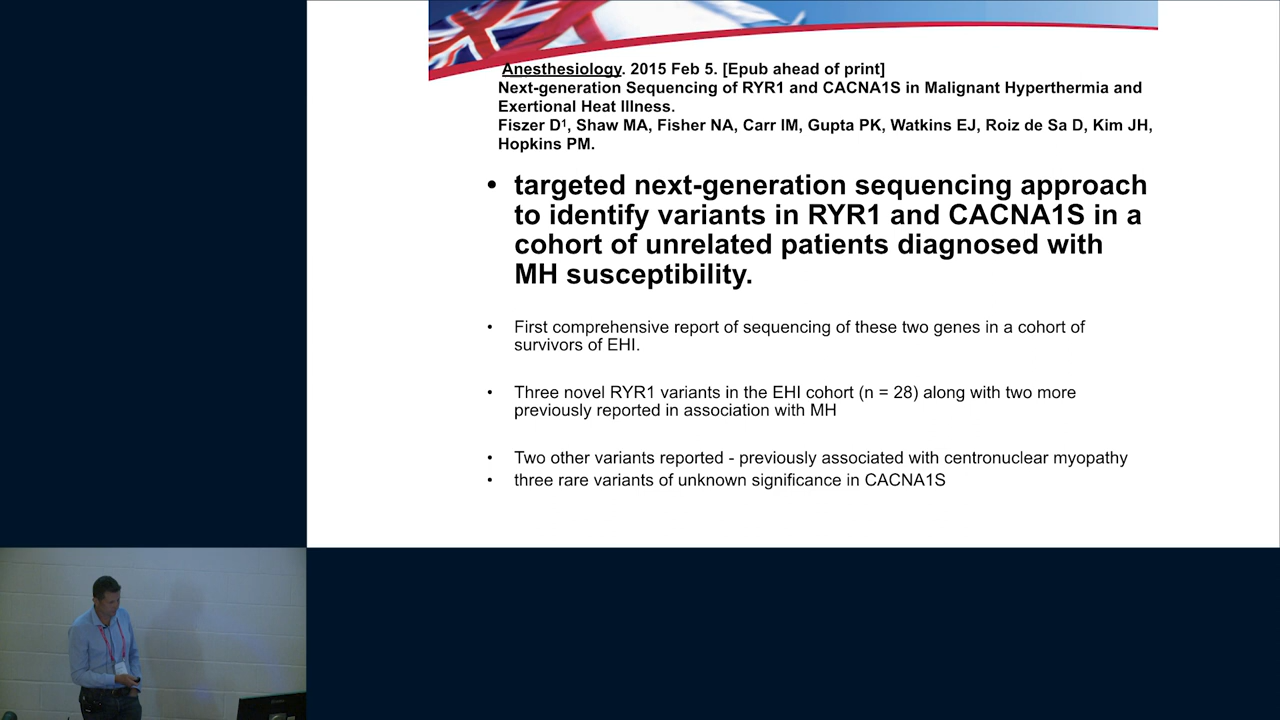 Anesthesiology. 2015 Feb 5. [Epub ahead of print]
Next-generation Sequencing of RYR1 and CACNA1S in Malignant Hyperthermia and
Exertional Heat Illness.
Fiszer D¹, Shaw MA, Fisher NA, Carr IM, Gupta PK, Watkins EJ, Roiz de Sa D, Kim JH,
Hopkins PM.
• targeted next-generation sequencing approach
to identify variants in RYR1 and CACNA1S in a
cohort of unrelated patients diagnosed with
MH susceptibility.
• First comprehensive report of sequencing of these two genes in a cohort of
survivors of EHI.
• Three novel RYR1 variants in the EHI cohort (n = 28) along with two more
previously reported in association with MH
• Two other variants reported - previously associated with centronuclear myopathy
• three rare variants of unknown significance in CACNA1S